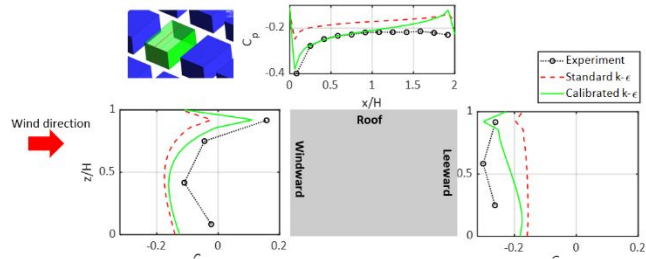 -0.2
C_p
-0.4
0 0.5 1 1.5 2
x/H
Experiment
Standard k-ϵ
Calibrated k-ϵ
Wind direction
1
z/H
0.5
0
-0.2 0 0.2
Roof
Windward
Leeward
1
0.5
0
-0.2 0 0.2